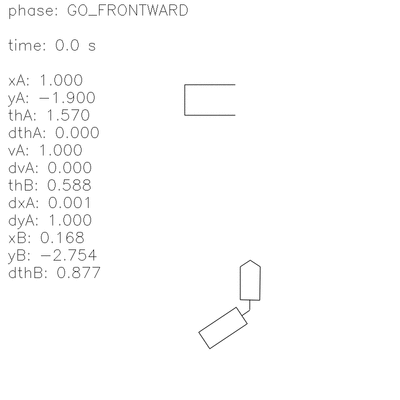 phase: GO_FRONTWARD
time: 0.0 s
xA: 1.000
yA: −1.900
thA: 1.570
dthA: 0.000
vA: 1.000
dvA: 0.000
thB: 0.588
dxA: 0.001
dyA: 1.000
xB: 0.168
yB: −2.754
dthB: 0.877